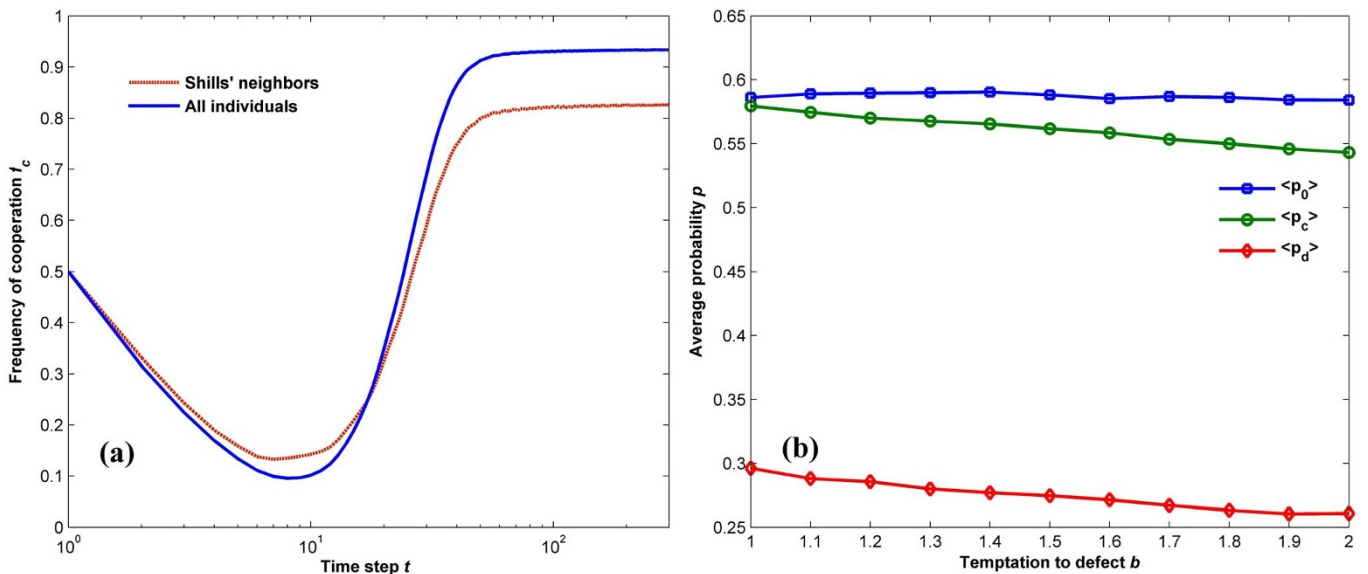 1
0.9
0.8
0.7
0.6
0.5
0.4
0.3
0.2
0.1
0
Frequency of cooperation f_c
Shills' neighbors
All individuals
(a)
10^0 10^1 10^2
Time step t
0.65
0.6
0.55
0.5
0.45
0.4
0.35
0.3
0.25
Average probability p
<p_0>
<p_c>
<p_d>
(b)
1 1.1 1.2 1.3 1.4 1.5 1.6 1.7 1.8 1.9 2
Temptation to defect b